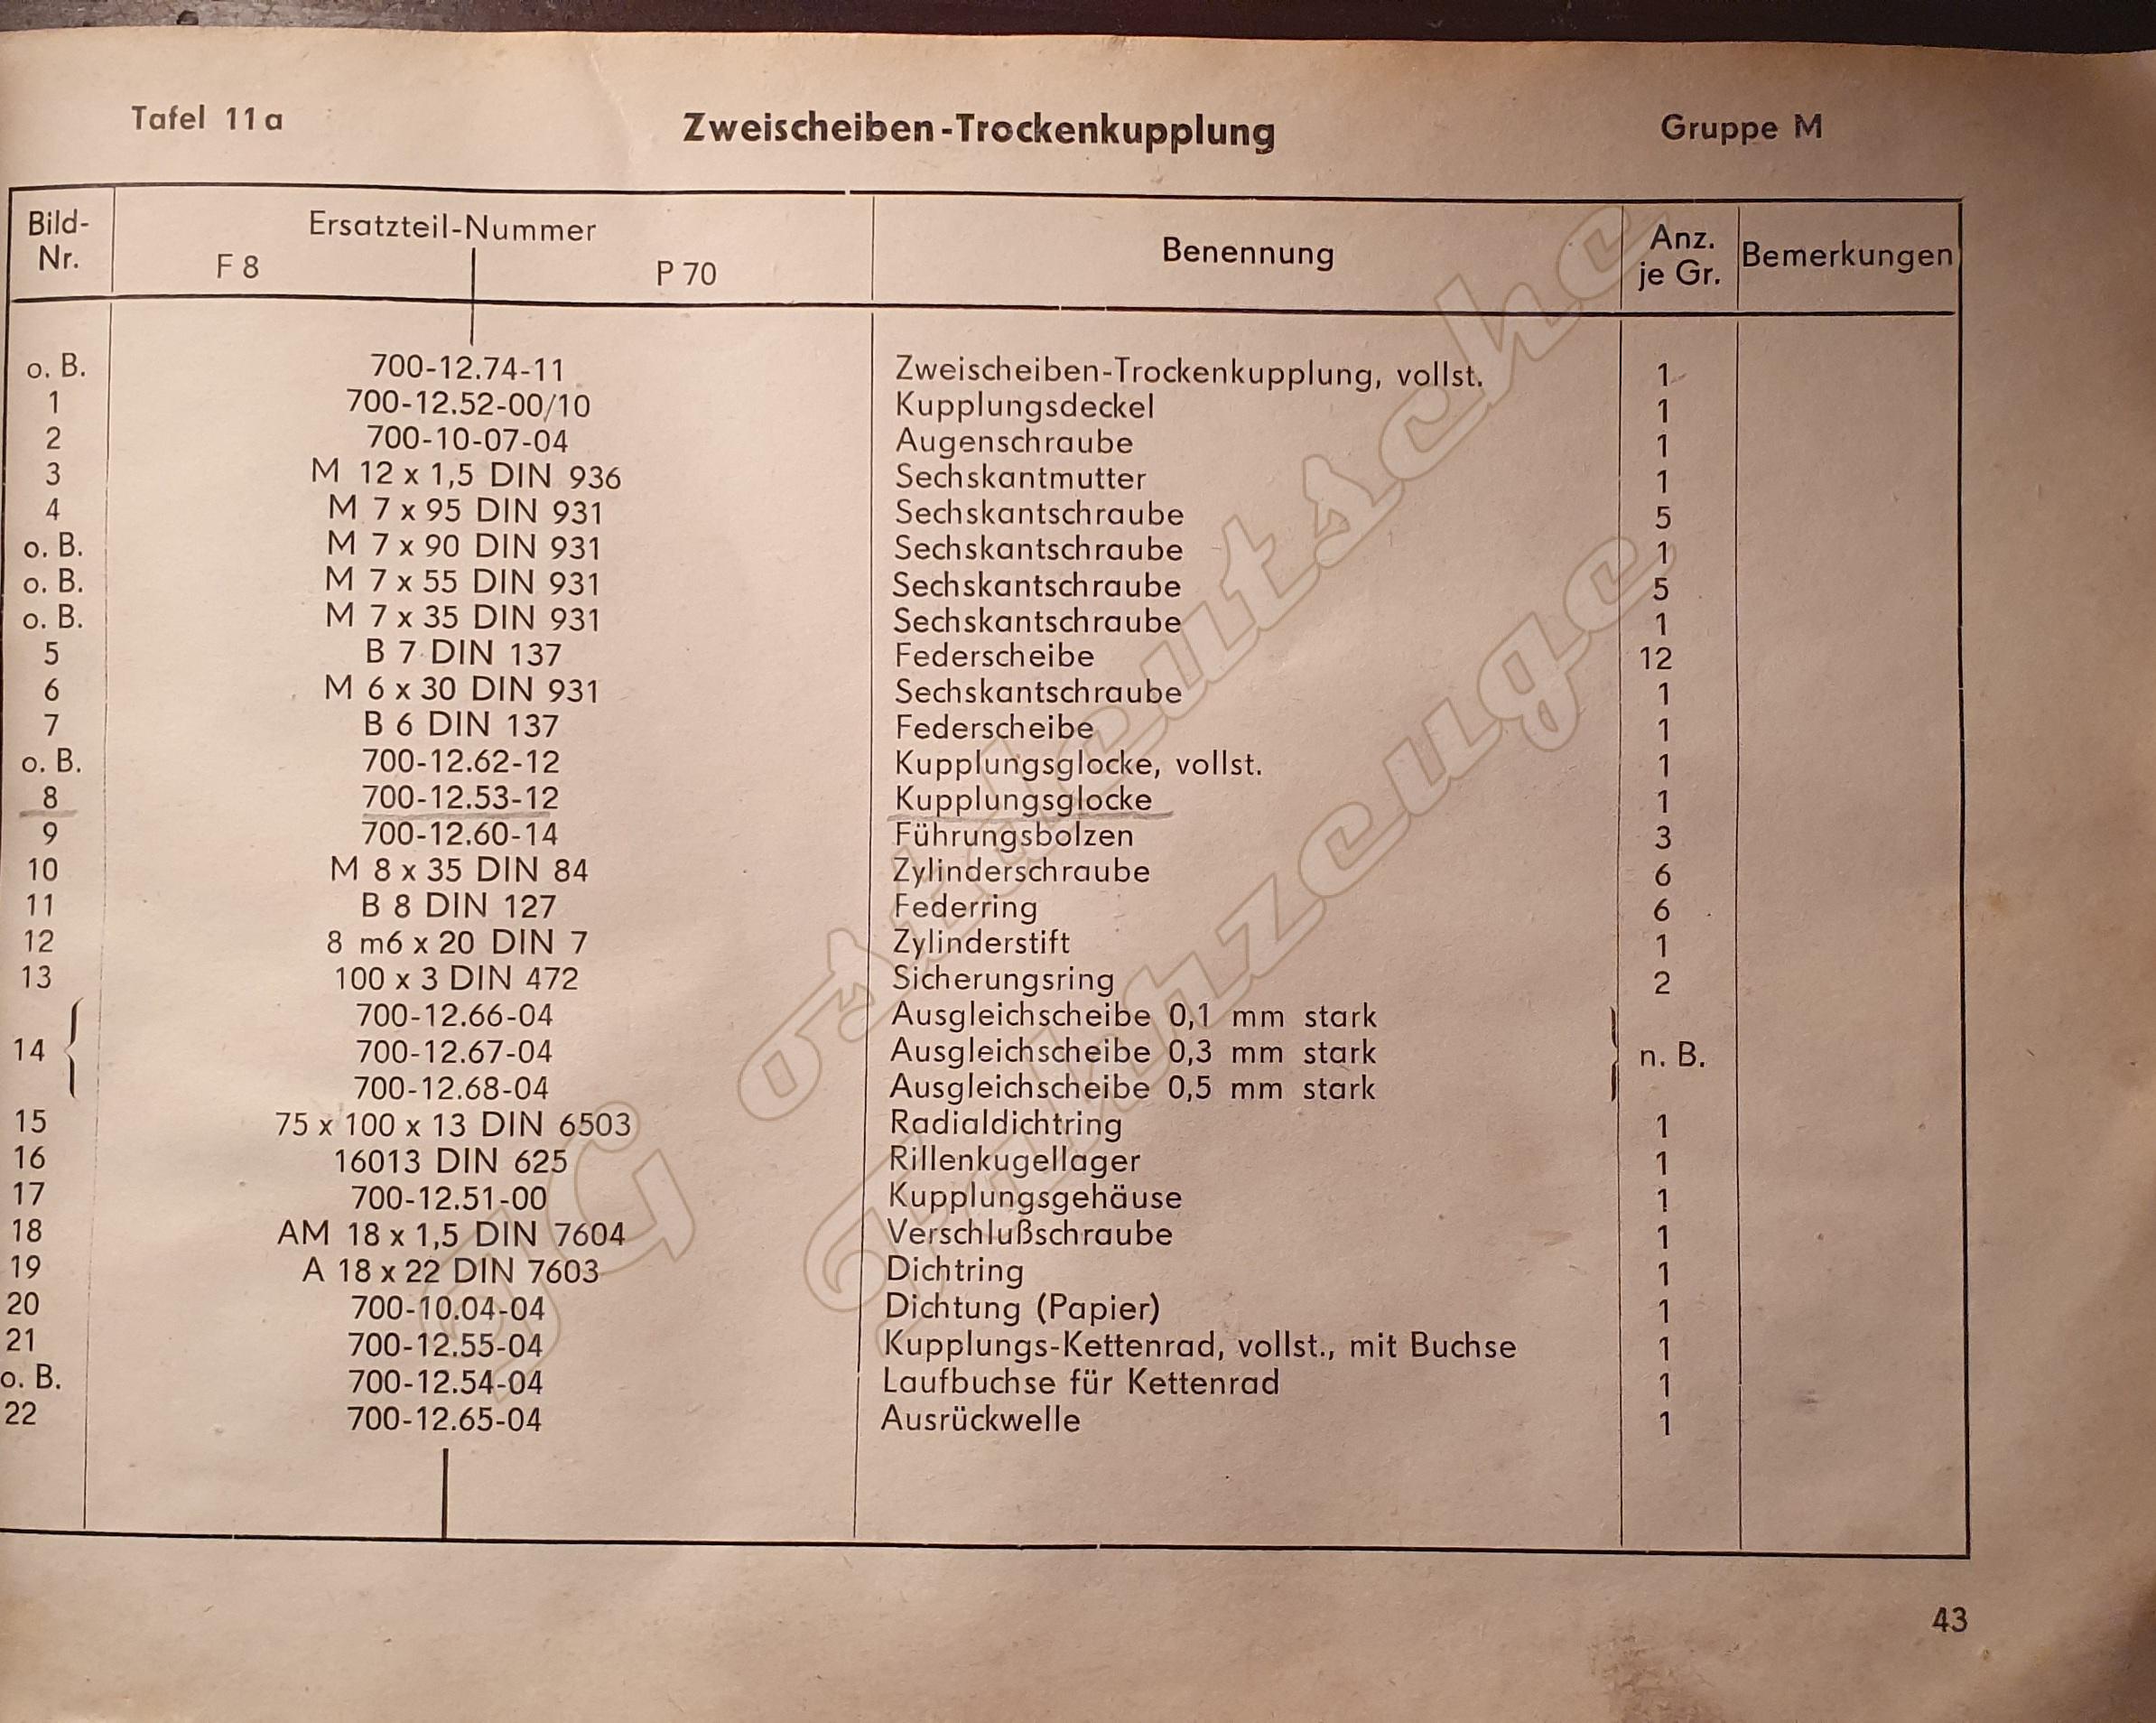 Tafel 11a Zweischeiben-Trockenkupplung Gruppe M
Bild-Nr. Ersatzteil-Nummer F 8 P 70 Benennung Anz. je Gr. Bemerkungen
o. B. 700-12.74-11 Zweischeiben-Trockenkupplung, vollst. 1
1 700-12.52-00/10 Kupplungsdeckel 1
2 700-10-07-04 Augenschraube 1
3 M 12 x 1,5 DIN 936 Sechskantmutter 1
4 M 7 x 95 DIN 931 Sechskantschraube 5
o. B. M 7 x 90 DIN 931 Sechskantschraube 1
o. B. M 7 x 55 DIN 931 Sechskantschraube 5
o. B. M 7 x 35 DIN 931 Sechskantschraube 1
5 B 7 DIN 137 Federscheibe 12
6 M 6 x 30 DIN 931 Sechskantschraube 1
7 B 6 DIN 137 Federscheibe 1
o. B. 700-12.62-12 Kupplungsglocke, vollst. 1
8 700-12.53-12 Kupplungsglocke 1
9 700-12.60-14 Führungsbolzen 3
10 M 8 x 35 DIN 84 Zylinderschraube 6
11 B 8 DIN 127 Federring 6
12 8 m6 x 20 DIN 7 Zylinderstift 1
13 100 x 3 DIN 472 Sicherungsring 2
700-12.66-04 Ausgleichscheibe 0,1 mm stark
14 700-12.67-04 Ausgleichscheibe 0,3 mm stark n. B.
700-12.68-04 Ausgleichscheibe 0,5 mm stark
15 75 x 100 x 13 DIN 6503 Radialdichtring 1
16 16013 DIN 625 Rillenkugellager 1
17 700-12.51-00 Kupplungsgehäuse 1
18 AM 18 x 1,5 DIN 7604 Verschlußschraube 1
19 A 18 x 22 DIN 7603 Dichtring 1
20 700-10.04-04 Dichtung (Papier) 1
21 700-12.55-04 Kupplungs-Kettenrad, vollst., mit Buchse 1
o. B. 700-12.54-04 Laufbuchse für Kettenrad 1
22 700-12.65-04 Ausrückwelle 1
43
IG ostdeutsche
Fahrzeuge